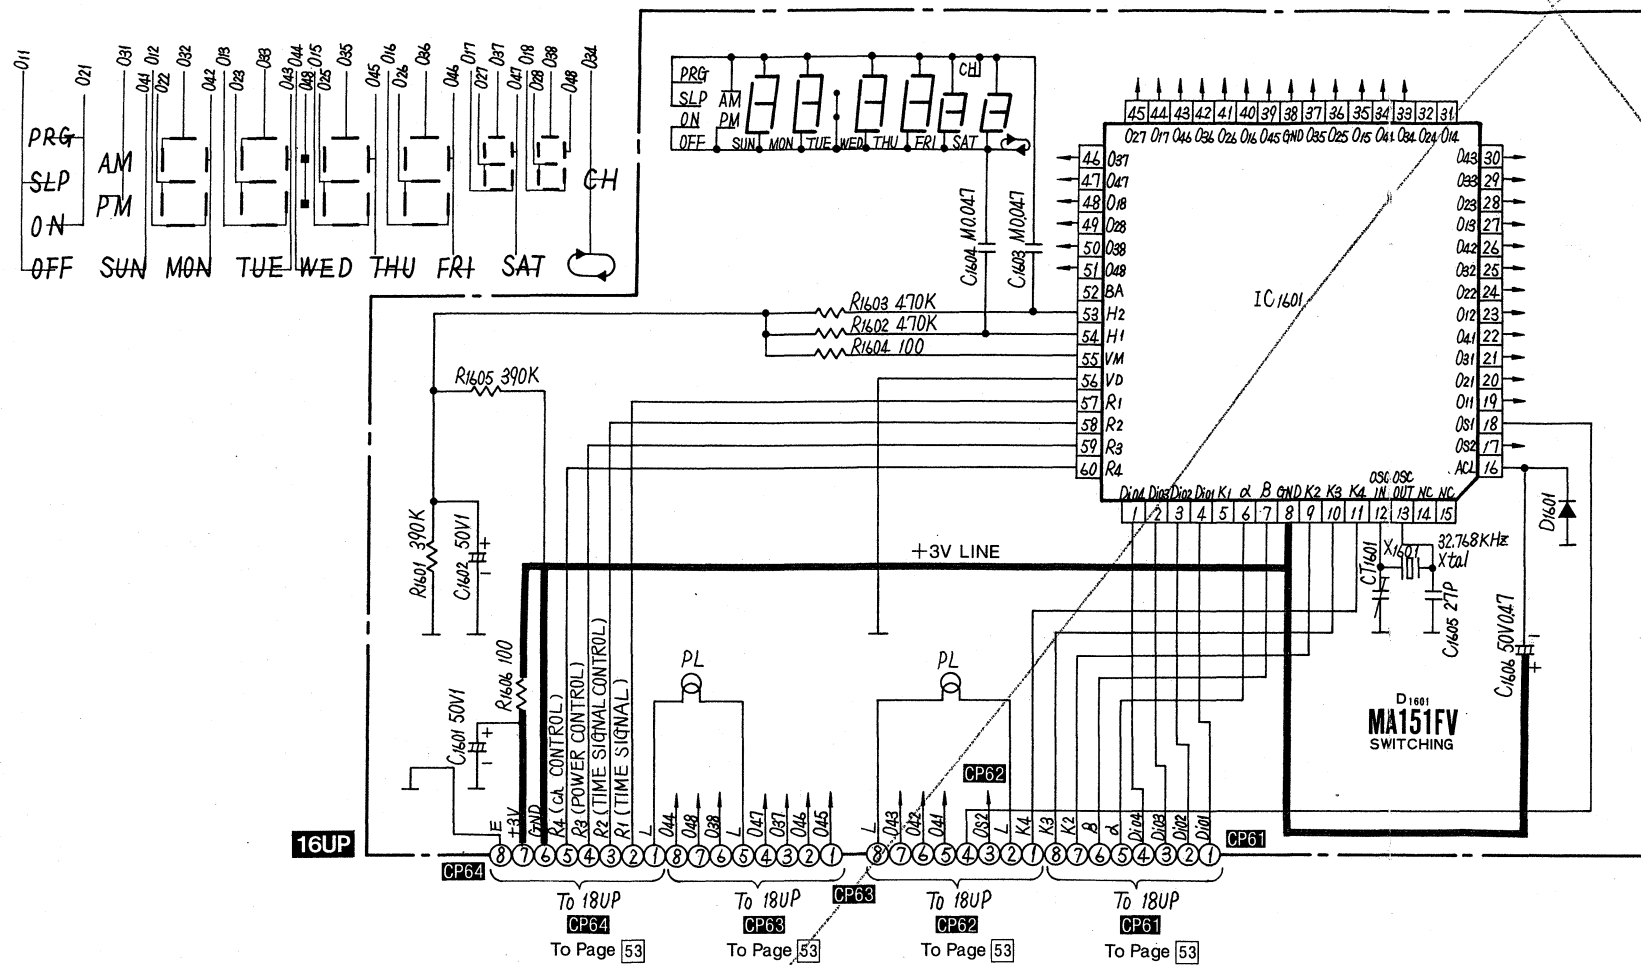 O11 O21 O31 O41 O12 O22 O32 O42 O13 O23 O33 O43 O44 O43 O15 O25 O35 O45 O16 O26 O36 O46 O17 O27 O37 O47 O18 O28 O38 O48 O34
PRG
AM
SLP
CH
PM
ON
OFF SUN MON TUE WED THU FRI SAT
PRG
CH
SLP AM
ON PM
OFF SUN MON TUE WED THU FRI SAT
45 44 43 42 41 40 39 38 37 36 35 34 33 32 31
O27 O17 O46 O36 O26 O16 O45 GND O35 O25 O15 O41 O34 O24 O14
46 O37
47 O47
48 O18
49 O28
50 O38
51 O48
52 BA
53 H2
54 H1
55 VM
56 VD
57 R1
58 R2
59 R3
60 R4
O43 30
O33 29
O23 28
O13 27
O42 26
O32 25
O22 24
O12 23
O41 22
O31 21
O21 20
O11 19
OS1 18
OS2 17
ACL 16
IC1601
C1604 M0.047
C1603 M0.047
R1603 470K
R1602 470K
R1604 100
R1605 390K
OSC OSC
Dio4 Dio3 Dio2 Dio1 K1 α B GND K2 K3 K4 IN OUT NC NC
1 2 3 4 5 6 7 8 9 10 11 12 13 14 15
D1601
R1601 390K
C1602 50V1
+
-
+3V LINE
CT1601
X1601
32.768KHz
Xtal
C1605 27P
C1606 50V0.47
-
+
D1601
MA151FV
SWITCHING
R1606 100
C1601 50V1
+
-
PL
PL
CP62
E
+3V
GND
R4 (ch CONTROL)
R3 (POWER CONTROL)
R2 (TIME SIGNAL CONTROL)
R1 (TIME SIGNAL)
L
O44
O48
O38
L
O47
O37
O46
O45
L
O43
O42
O41
OS2
L
K4
K3
K2
B
α
Dio4
Dio3
Dio2
Dio1
16UP
CP61
8 7 6 5 4 3 2 1 8 7 6 5 4 3 2 1 8 7 6 5 4 3 2 1 8 7 6 5 4 3 2 1
CP64
CP63
To 18UP
CP64
To Page 53
To 18UP
CP63
To Page 53
To 18UP
CP62
To Page 53
To 18UP
CP61
To Page 53